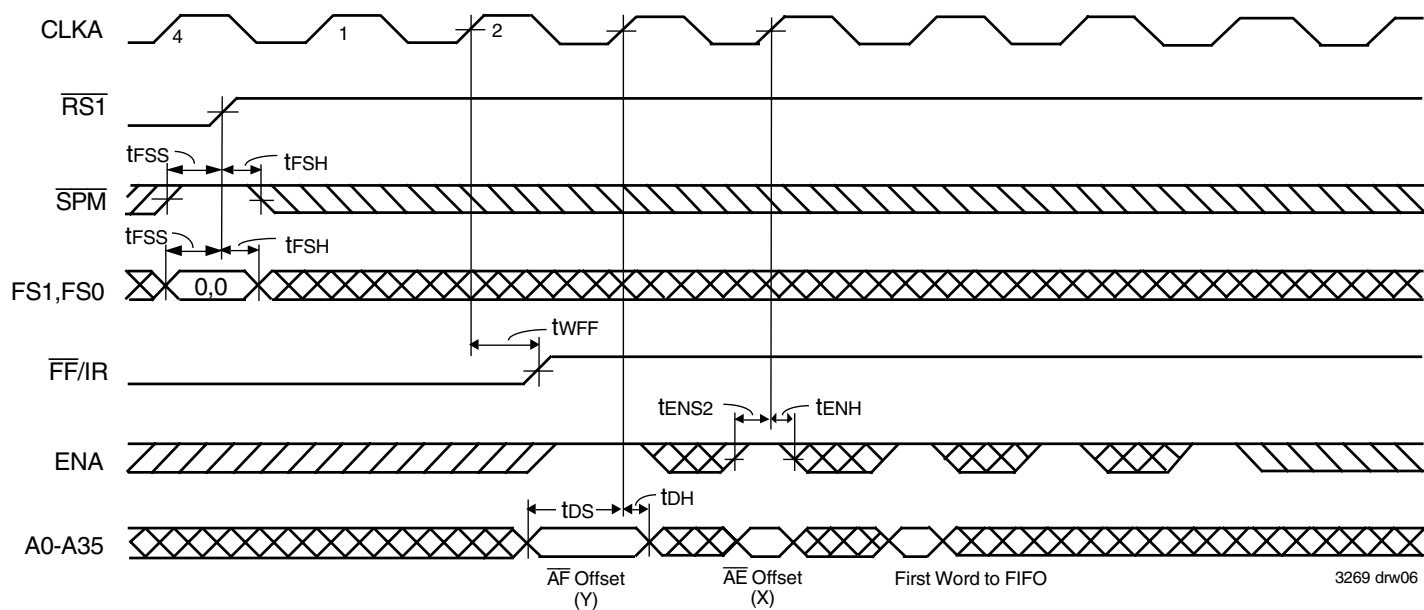 CLKA
4
1
2
RS1
tFSS
tFSH
SPM
tFSS
tFSH
FS1,FS0
0,0
tWFF
FF/IR
tENS2
tENH
ENA
tDS
tDH
A0-A35
AF Offset
(Y)
AE Offset
(X)
First Word to FIFO
3269 drw06